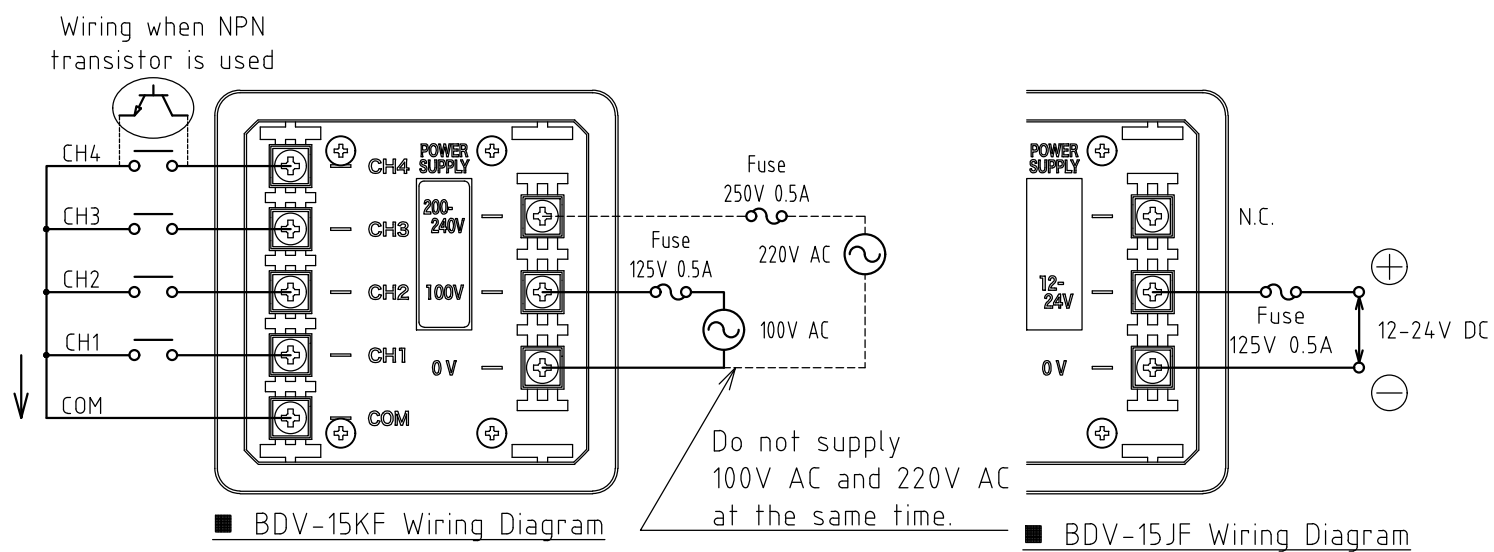 Wiring when NPN
transistor is used
CH4
CH3
CH2
CH1
COM
CH4
CH3
CH2
CH1
COM
POWER
SUPPLY
200-
240V
100V
0 V
Fuse
250V 0.5A
Fuse
125V 0.5A
220V AC
100V AC
Do not supply
100V AC and 220V AC
at the same time.
■ BDV-15KF Wiring Diagram
POWER
SUPPLY
12-
24V
0 V
N.C.
+
Fuse
125V 0.5A
12-24V DC
−
■ BDV-15JF Wiring Diagram